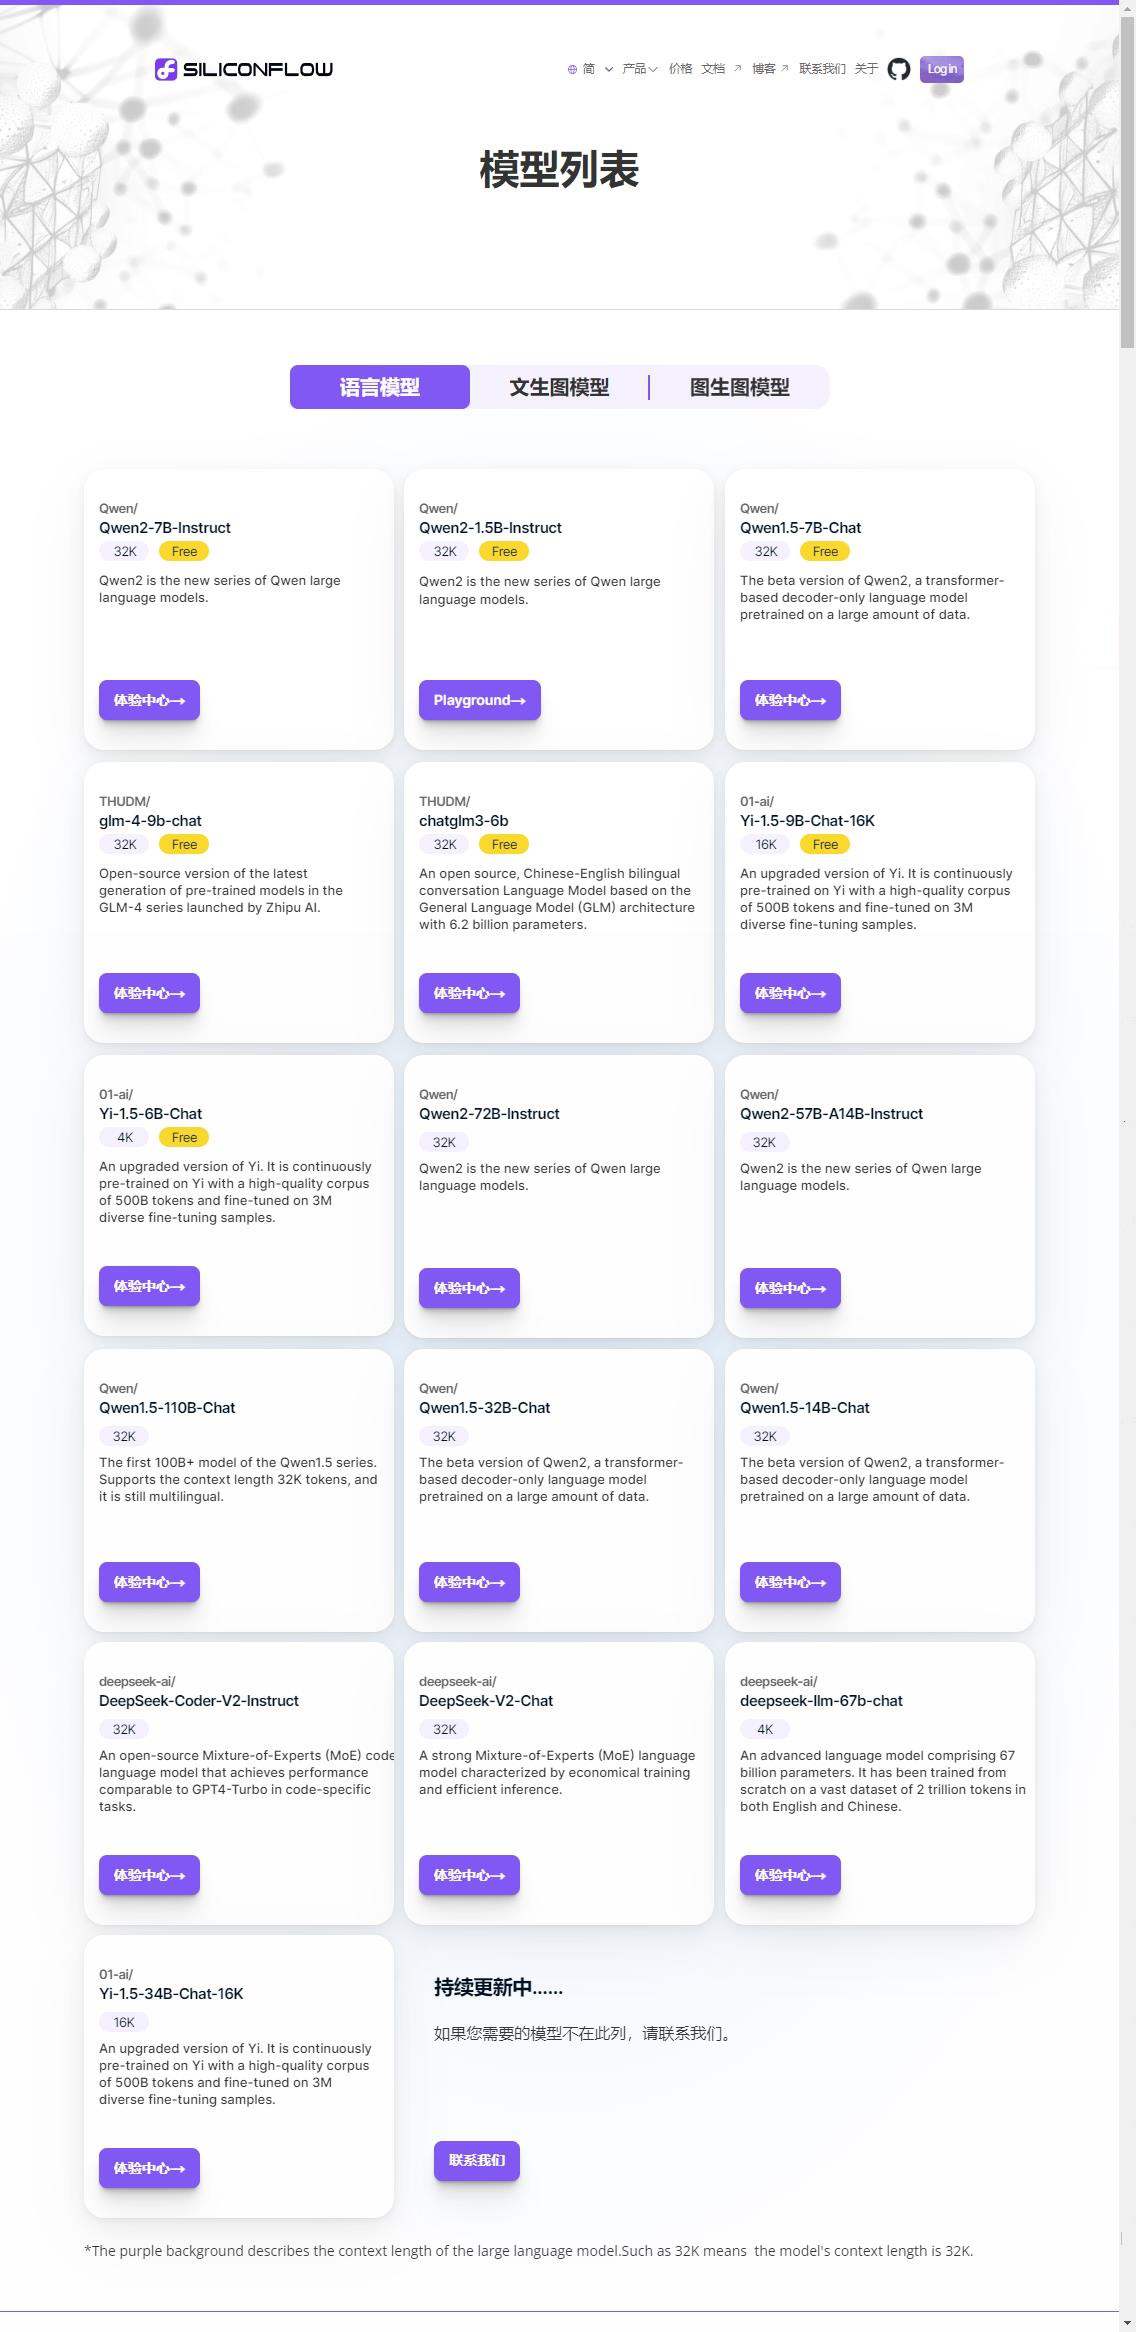 SILICONFLOW
简 产品 价格 文档 博客 联系我们 关于 Log in
模型列表
语言模型 文生图模型 图生图模型
Qwen/
Qwen2-7B-Instruct
32K Free
Qwen2 is the new series of Qwen large
language models.
体验中心→
Qwen/
Qwen2-1.5B-Instruct
32K Free
Qwen2 is the new series of Qwen large
language models.
Playground→
Qwen/
Qwen1.5-7B-Chat
32K Free
The beta version of Qwen2, a transformer-
based decoder-only language model
pretrained on a large amount of data.
体验中心→
THUDM/
glm-4-9b-chat
32K Free
Open-source version of the latest
generation of pre-trained models in the
GLM-4 series launched by Zhipu AI.
体验中心→
THUDM/
chatglm3-6b
32K Free
An open source, Chinese-English bilingual
conversation Language Model based on the
General Language Model (GLM) architecture
with 6.2 billion parameters.
体验中心→
01-ai/
Yi-1.5-9B-Chat-16K
16K Free
An upgraded version of Yi. It is continuously
pre-trained on Yi with a high-quality corpus
of 500B tokens and fine-tuned on 3M
diverse fine-tuning samples.
体验中心→
01-ai/
Yi-1.5-6B-Chat
4K Free
An upgraded version of Yi. It is continuously
pre-trained on Yi with a high-quality corpus
of 500B tokens and fine-tuned on 3M
diverse fine-tuning samples.
体验中心→
Qwen/
Qwen2-72B-Instruct
32K
Qwen2 is the new series of Qwen large
language models.
体验中心→
Qwen/
Qwen2-57B-A14B-Instruct
32K
Qwen2 is the new series of Qwen large
language models.
体验中心→
Qwen/
Qwen1.5-110B-Chat
32K
The first 100B+ model of the Qwen1.5 series.
Supports the context length 32K tokens, and
it is still multilingual.
体验中心→
Qwen/
Qwen1.5-32B-Chat
32K
The beta version of Qwen2, a transformer-
based decoder-only language model
pretrained on a large amount of data.
体验中心→
Qwen/
Qwen1.5-14B-Chat
32K
The beta version of Qwen2, a transformer-
based decoder-only language model
pretrained on a large amount of data.
体验中心→
deepseek-ai/
DeepSeek-Coder-V2-Instruct
32K
An open-source Mixture-of-Experts (MoE) code
language model that achieves performance
comparable to GPT4-Turbo in code-specific
tasks.
体验中心→
deepseek-ai/
DeepSeek-V2-Chat
32K
A strong Mixture-of-Experts (MoE) language
model characterized by economical training
and efficient inference.
体验中心→
deepseek-ai/
deepseek-llm-67b-chat
4K
An advanced language model comprising 67
billion parameters. It has been trained from
scratch on a vast dataset of 2 trillion tokens in
both English and Chinese.
体验中心→
01-ai/
Yi-1.5-34B-Chat-16K
16K
An upgraded version of Yi. It is continuously
pre-trained on Yi with a high-quality corpus
of 500B tokens and fine-tuned on 3M
diverse fine-tuning samples.
体验中心→
持续更新中......
如果您需要的模型不在此列，请联系我们。
联系我们
*The purple background describes the context length of the large language model.Such as 32K means  the model's context length is 32K.